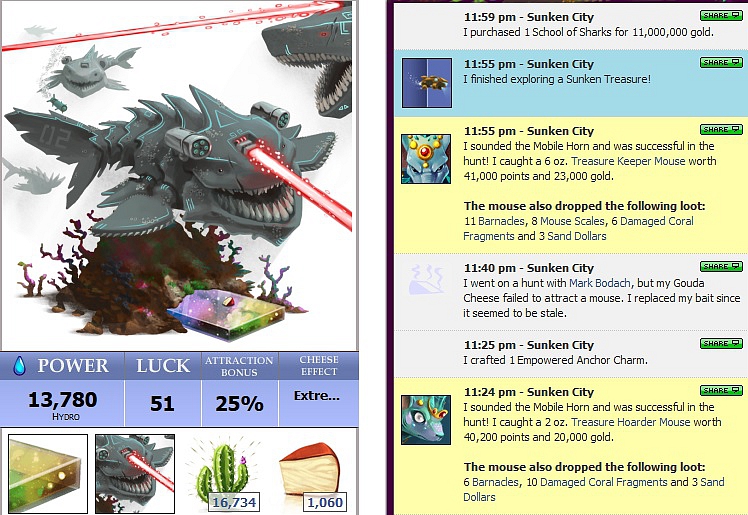 02
POWER
LUCK
ATTRACTION
BONUS
CHEESE
EFFECT
13,780
HYDRO
51
25%
Extre...
16,734
1,060
11:59 pm - Sunken City
SHARE
I purchased 1 School of Sharks for 11,000,000 gold.
11:55 pm - Sunken City
SHARE
I finished exploring a Sunken Treasure!
11:55 pm - Sunken City
SHARE
I sounded the Mobile Horn and was successful in the
hunt! I caught a 6 oz. Treasure Keeper Mouse worth
41,000 points and 23,000 gold.
The mouse also dropped the following loot:
11 Barnacles, 8 Mouse Scales, 6 Damaged Coral
Fragments and 3 Sand Dollars
11:40 pm - Sunken City
SHARE
I went on a hunt with Mark Bodach, but my Gouda
Cheese failed to attract a mouse. I replaced my bait since
it seemed to be stale.
11:25 pm - Sunken City
SHARE
I crafted 1 Empowered Anchor Charm.
11:24 pm - Sunken City
SHARE
I sounded the Mobile Horn and was successful in the
hunt! I caught a 2 oz. Treasure Hoarder Mouse worth
40,200 points and 20,000 gold.
The mouse also dropped the following loot:
6 Barnacles, 10 Damaged Coral Fragments and 3 Sand
Dollars